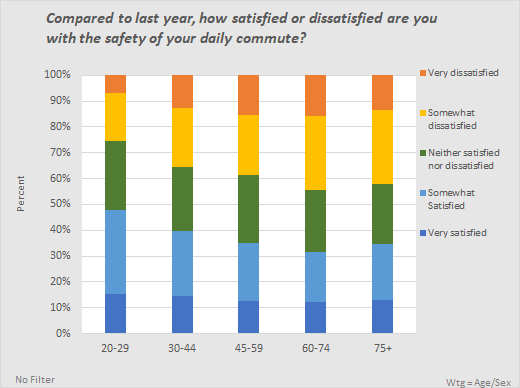 Compared to last year, how satisfied or dissatisfied are you
with the safety of your daily commute?
100%
90%
80%
70%
60%
50%
40%
30%
20%
10%
0%
Percent
20-29
30-44
45-59
60-74
75+
Very dissatisfied
Somewhat
dissatisfied
Neither satisfied
nor dissatisfied
Somewhat
Satisfied
Very satisfied
No Filter
Wtg = Age/Sex